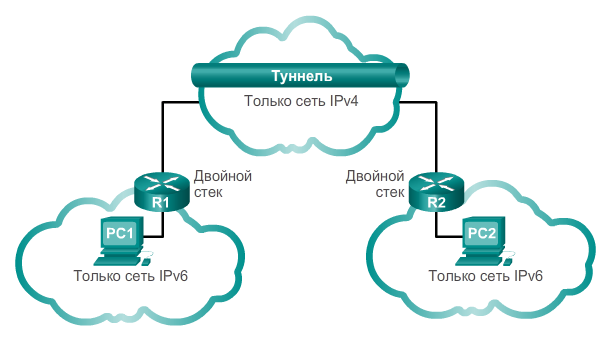 Туннель
Только сеть IPv4
Двойной
стек
R1
Двойной
стек
R2
PC1
Только сеть IPv6
PC2
Только сеть IPv6